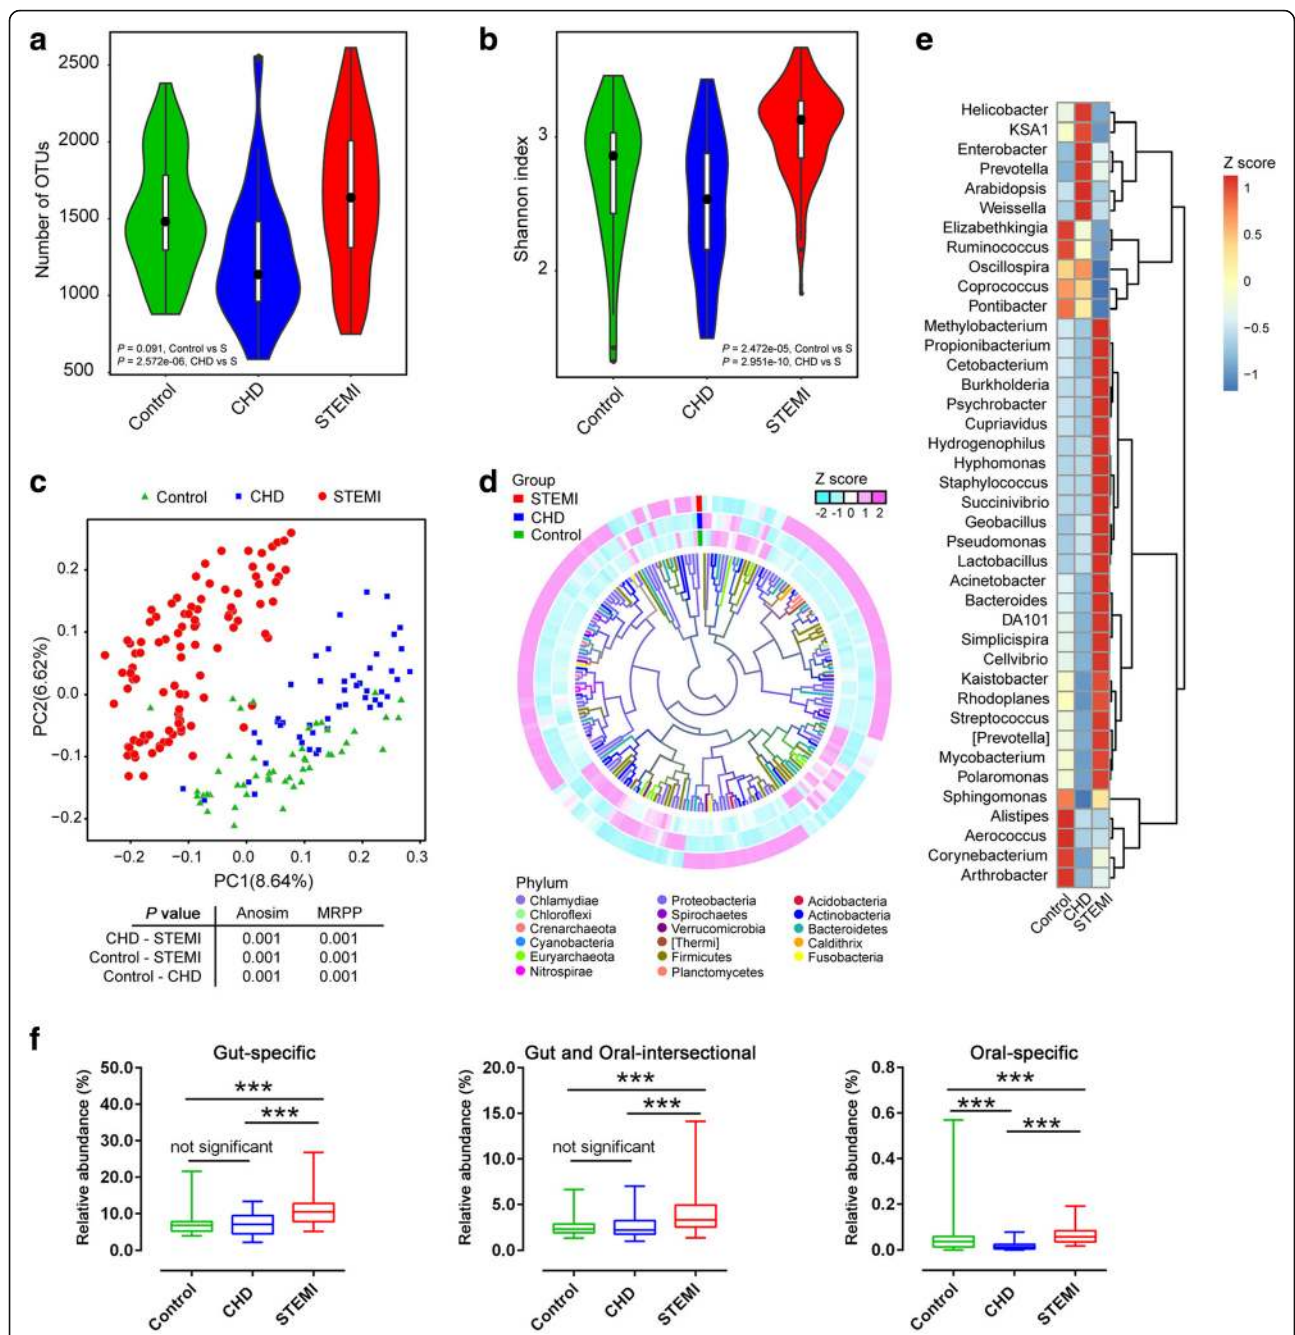 a
Number of OTUs
2500
2000
1500
1000
500
P = 0.091, Control vs S
P = 2.572e-06, CHD vs S
Control
CHD
STEMI
b
Shannon index
3
2
P = 2.472e-05, Control vs S
P = 2.951e-10, CHD vs S
Control
CHD
STEMI
c
Control
CHD
STEMI
PC2(6.62%)
0.2
0.1
0.0
−0.1
−0.2
−0.2
−0.1
0.0
0.1
0.2
0.3
PC1(8.64%)
P value Anosim MRPP
CHD - STEMI 0.001 0.001
Control - STEMI 0.001 0.001
Control - CHD 0.001 0.001
d
Group
STEMI
CHD
Control
Z score
-2 -1 0 1 2
Phylum
Chlamydiae
Chloroflexi
Crenarchaeota
Cyanobacteria
Euryarchaeota
Nitrospirae
Proteobacteria
Spirochaetes
Verrucomicrobia
[Thermi]
Firmicutes
Planctomycetes
Acidobacteria
Actinobacteria
Bacteroidetes
Caldithrix
Fusobacteria
e
Helicobacter
KSA1
Enterobacter
Prevotella
Arabidopsis
Weissella
Elizabethkingia
Ruminococcus
Oscillospira
Coprococcus
Pontibacter
Methylobacterium
Propionibacterium
Cetobacterium
Burkholderia
Psychrobacter
Cupriavidus
Hydrogenophilus
Hyphomonas
Staphylococcus
Succinivibrio
Geobacillus
Pseudomonas
Lactobacillus
Acinetobacter
Bacteroides
DA101
Simplicispira
Cellvibrio
Kaistobacter
Rhodoplanes
Streptococcus
[Prevotella]
Mycobacterium
Polaromonas
Sphingomonas
Alistipes
Aerococcus
Corynebacterium
Arthrobacter
Control
CHD
STEMI
Z score
1
0.5
0
−0.5
−1
f
Gut-specific
Relative abundance (%)
50.0
40.0
30.0
20.0
10.0
0.0
***
***
not significant
Control
CHD
STEMI
Gut and Oral-intersectional
Relative abundance (%)
20.0
15.0
10.0
5.0
0.0
***
***
not significant
Control
CHD
STEMI
Oral-specific
Relative abundance (%)
0.8
0.6
0.4
0.2
0.0
***
***
***
Control
CHD
STEMI